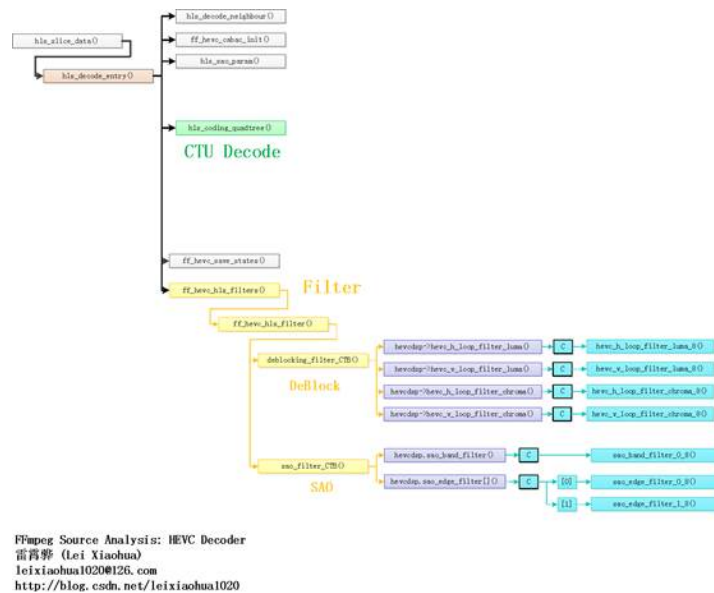 hls_decode_neighbour()
hls_slice_data()
ff_hevc_cabac_init()
hls_sao_param()
hls_decode_entry()
hls_coding_quadtree()
CTU Decode
ff_hevc_save_states()
ff_hevc_hls_filters()
Filter
ff_hevc_hls_filter()
deblocking_filter_CTB()
DeBlock
hevcdsp->hevc_h_loop_filter_luma()
C
hevc_h_loop_filter_luma_8()
hevcdsp->hevc_v_loop_filter_luma()
C
hevc_v_loop_filter_luma_8()
hevcdsp->hevc_h_loop_filter_chroma()
C
hevc_h_loop_filter_chroma_8()
hevcdsp->hevc_v_loop_filter_chroma()
C
hevc_v_loop_filter_chroma_8()
sao_filter_CTB()
SAO
hevcdsp.sao_band_filter()
C
sao_band_filter_0_8()
hevcdsp.sao_edge_filter[]()
C
[0]
sao_edge_filter_0_8()
[1]
sao_edge_filter_1_8()
FFmpeg Source Analysis: HEVC Decoder
雷霄骅 (Lei Xiaohua)
leixiaohua1020@126.com
http://blog.csdn.net/leixiaohua1020